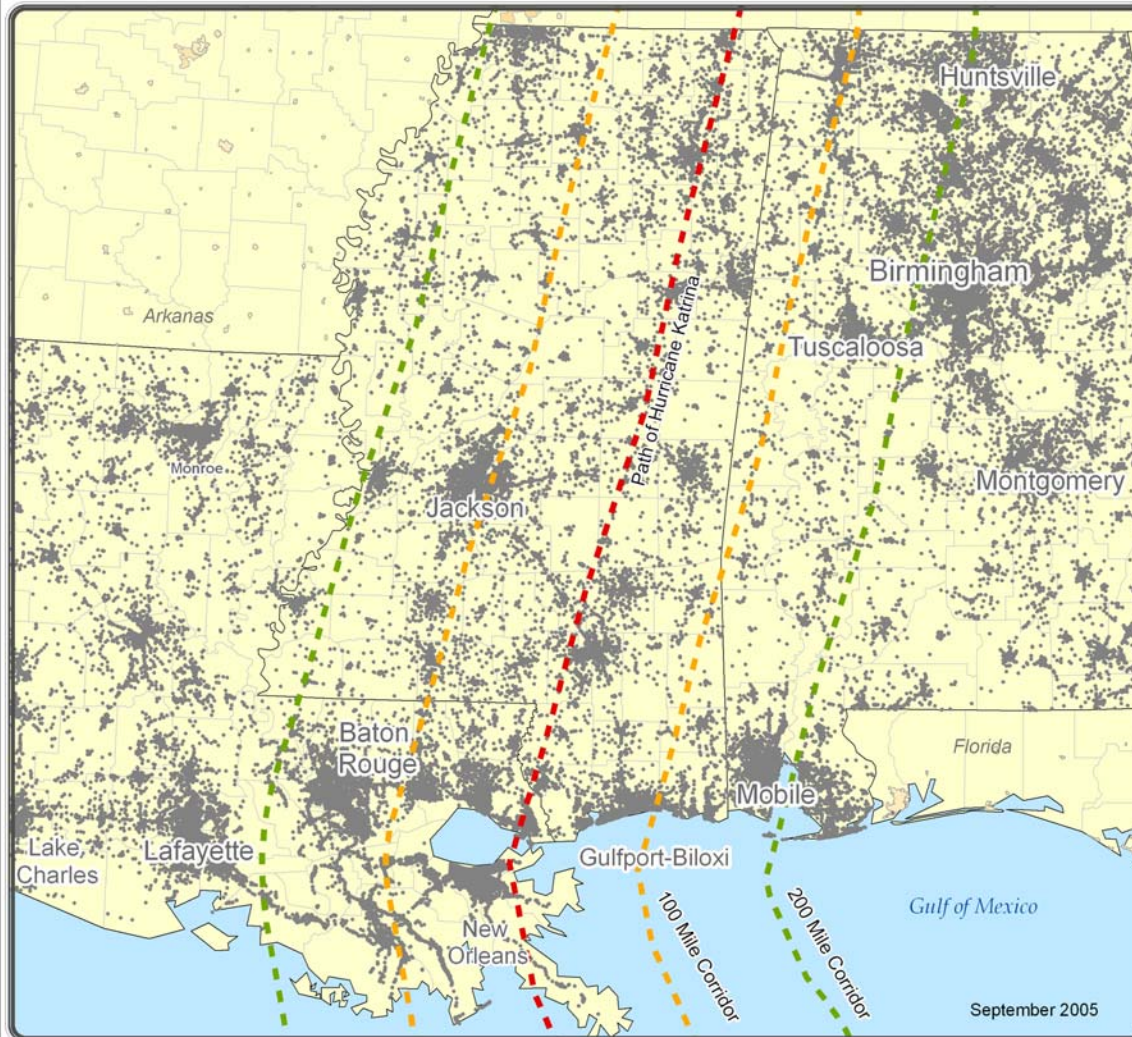 Huntsville
Birmingham
Arkansas
Tuscaloosa
Path of Hurricane Katrina
Monroe
Jackson
Montgomery
Baton
Rouge
Florida
Mobile
Lake
Charles
Lafayette
Gulfport-Biloxi
100 Mile Corridor
200 Mile Corridor
Gulf of Mexico
New
Orleans
September 2005